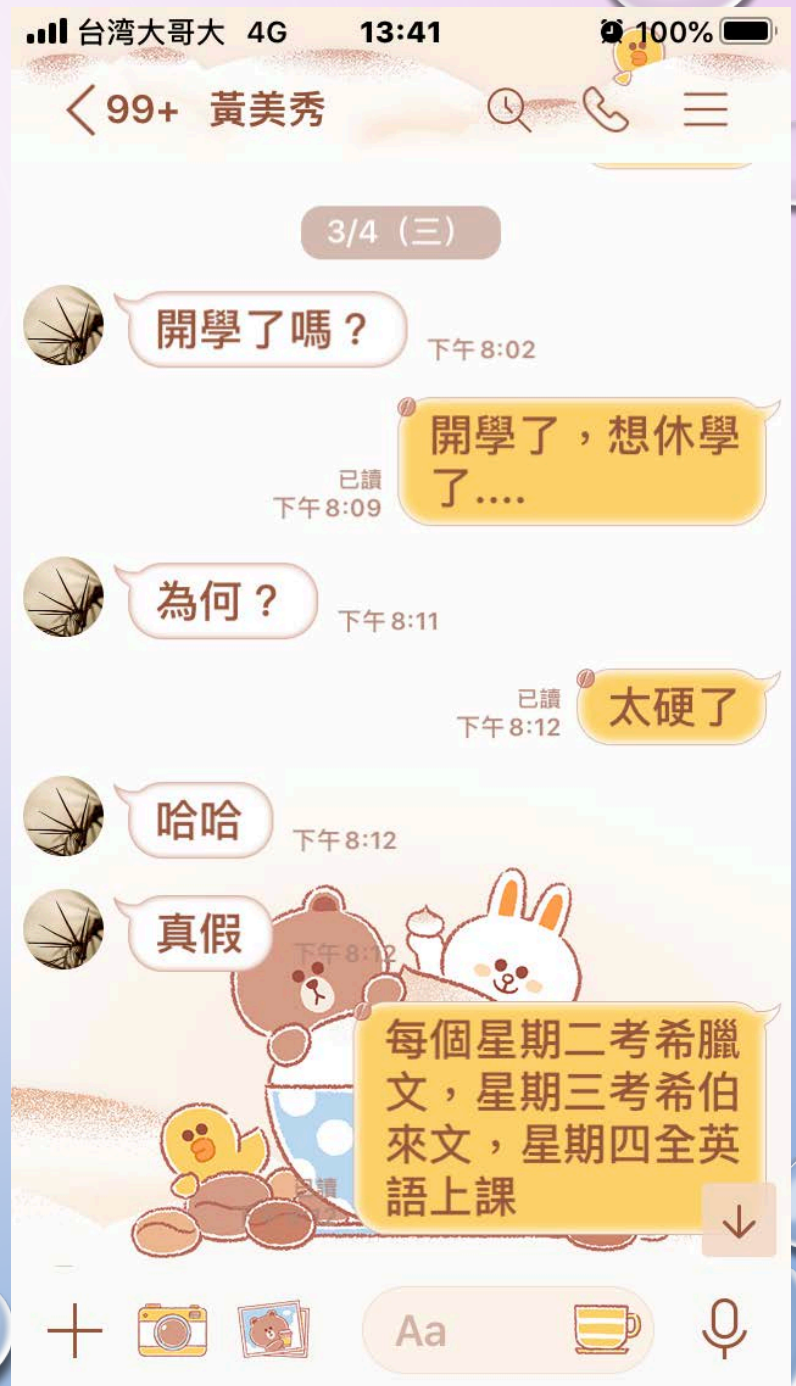 台湾大哥大 4G 13:41 100%
99+ 黃美秀
3/4（三）
開學了嗎？
下午8:02
開學了，想休學
了....
已讀
下午8:09
為何？
下午8:11
太硬了
已讀
下午8:12
哈哈
下午8:12
真假
下午8:12
每個星期二考希臘
文，星期三考希伯
來文，星期四全英
語上課
已讀
Aa